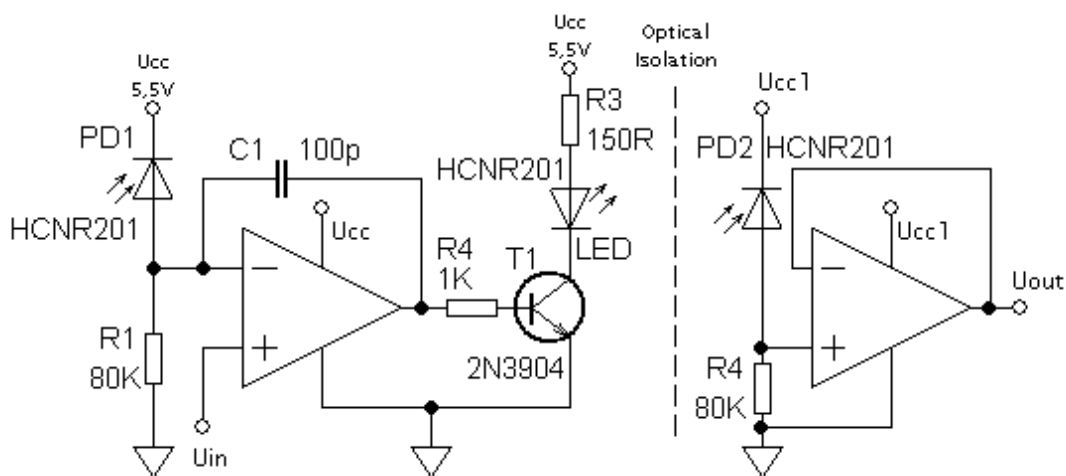 Ucc
5,5V
PD1
HCNR201
R1
80K
Uin
C1
100p
Ucc
−
+
R4
1K
T1
2N3904
Ucc
5,5V
R3
150R
HCNR201
LED
Optical
Isolation
Ucc1
PD2
HCNR201
Ucc1
−
+
R4
80K
Uout